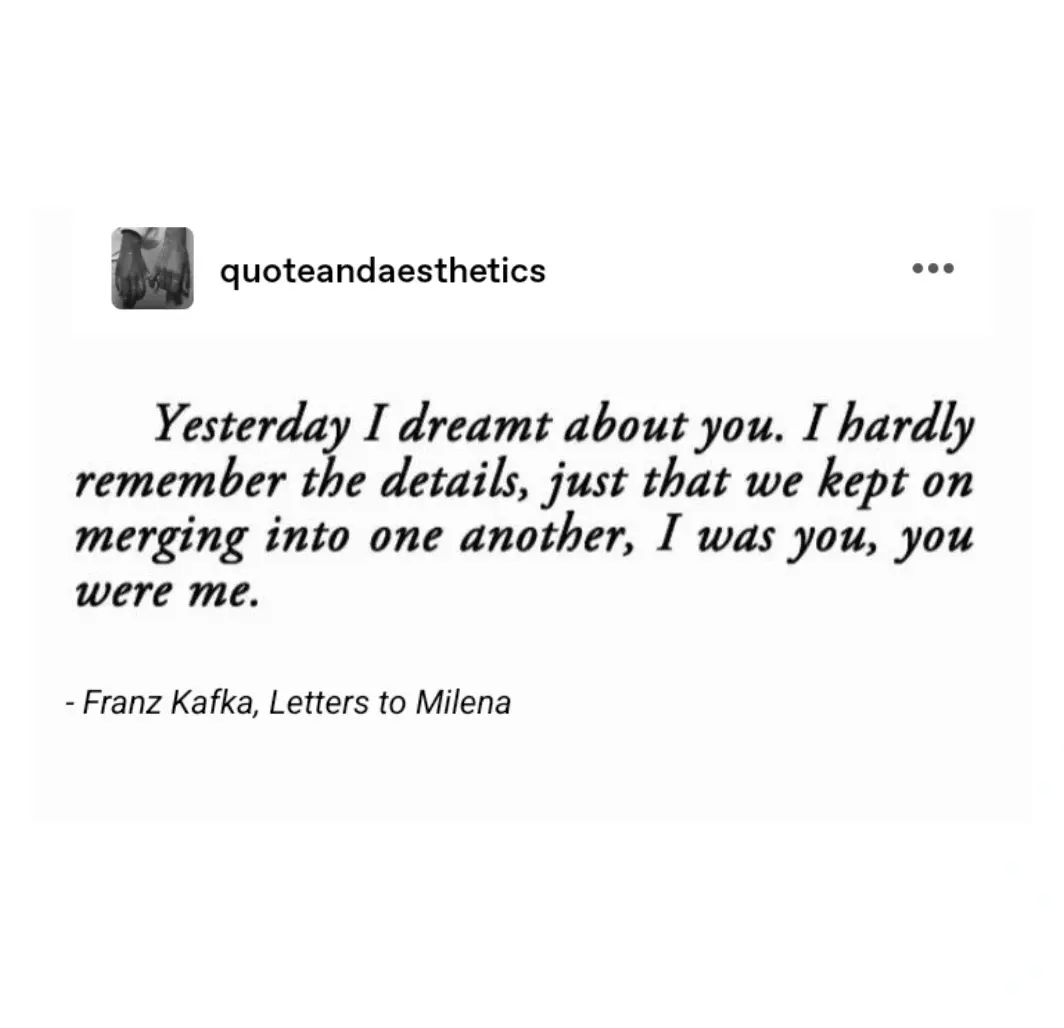 quoteandaesthetics
Yesterday I dreamt about you. I hardly
remember the details, just that we kept on
merging into one another, I was you, you
were me.
- Franz Kafka, Letters to Milena